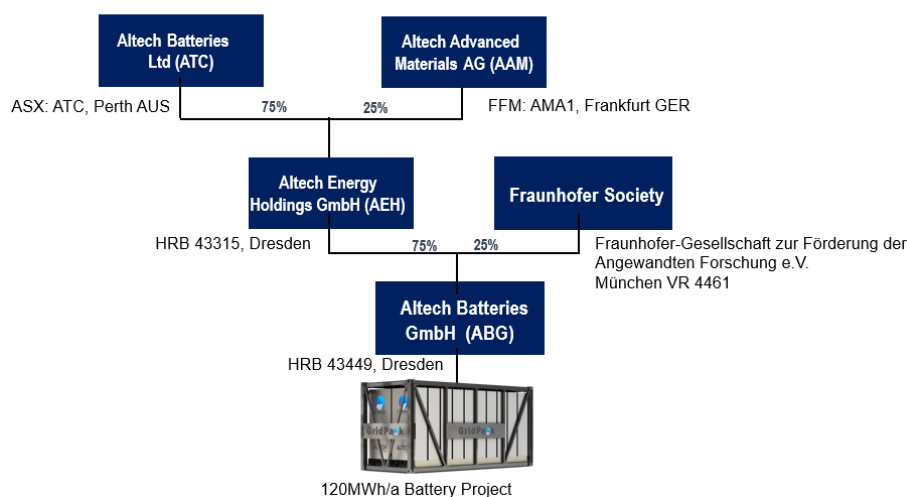 Altech Batteries
Ltd (ATC)
Altech Advanced
Materials AG (AAM)
ASX: ATC, Perth AUS
75%
25%
FFM: AMA1, Frankfurt GER
Altech Energy
Holdings GmbH (AEH)
Fraunhofer Society
HRB 43315, Dresden
75%
25%
Fraunhofer-Gesellschaft zur Förderung der
Angewandten Forschung e.V.
München VR 4461
Altech Batteries
GmbH (ABG)
HRB 43449, Dresden
GridPack
GridPack
120MWh/a Battery Project